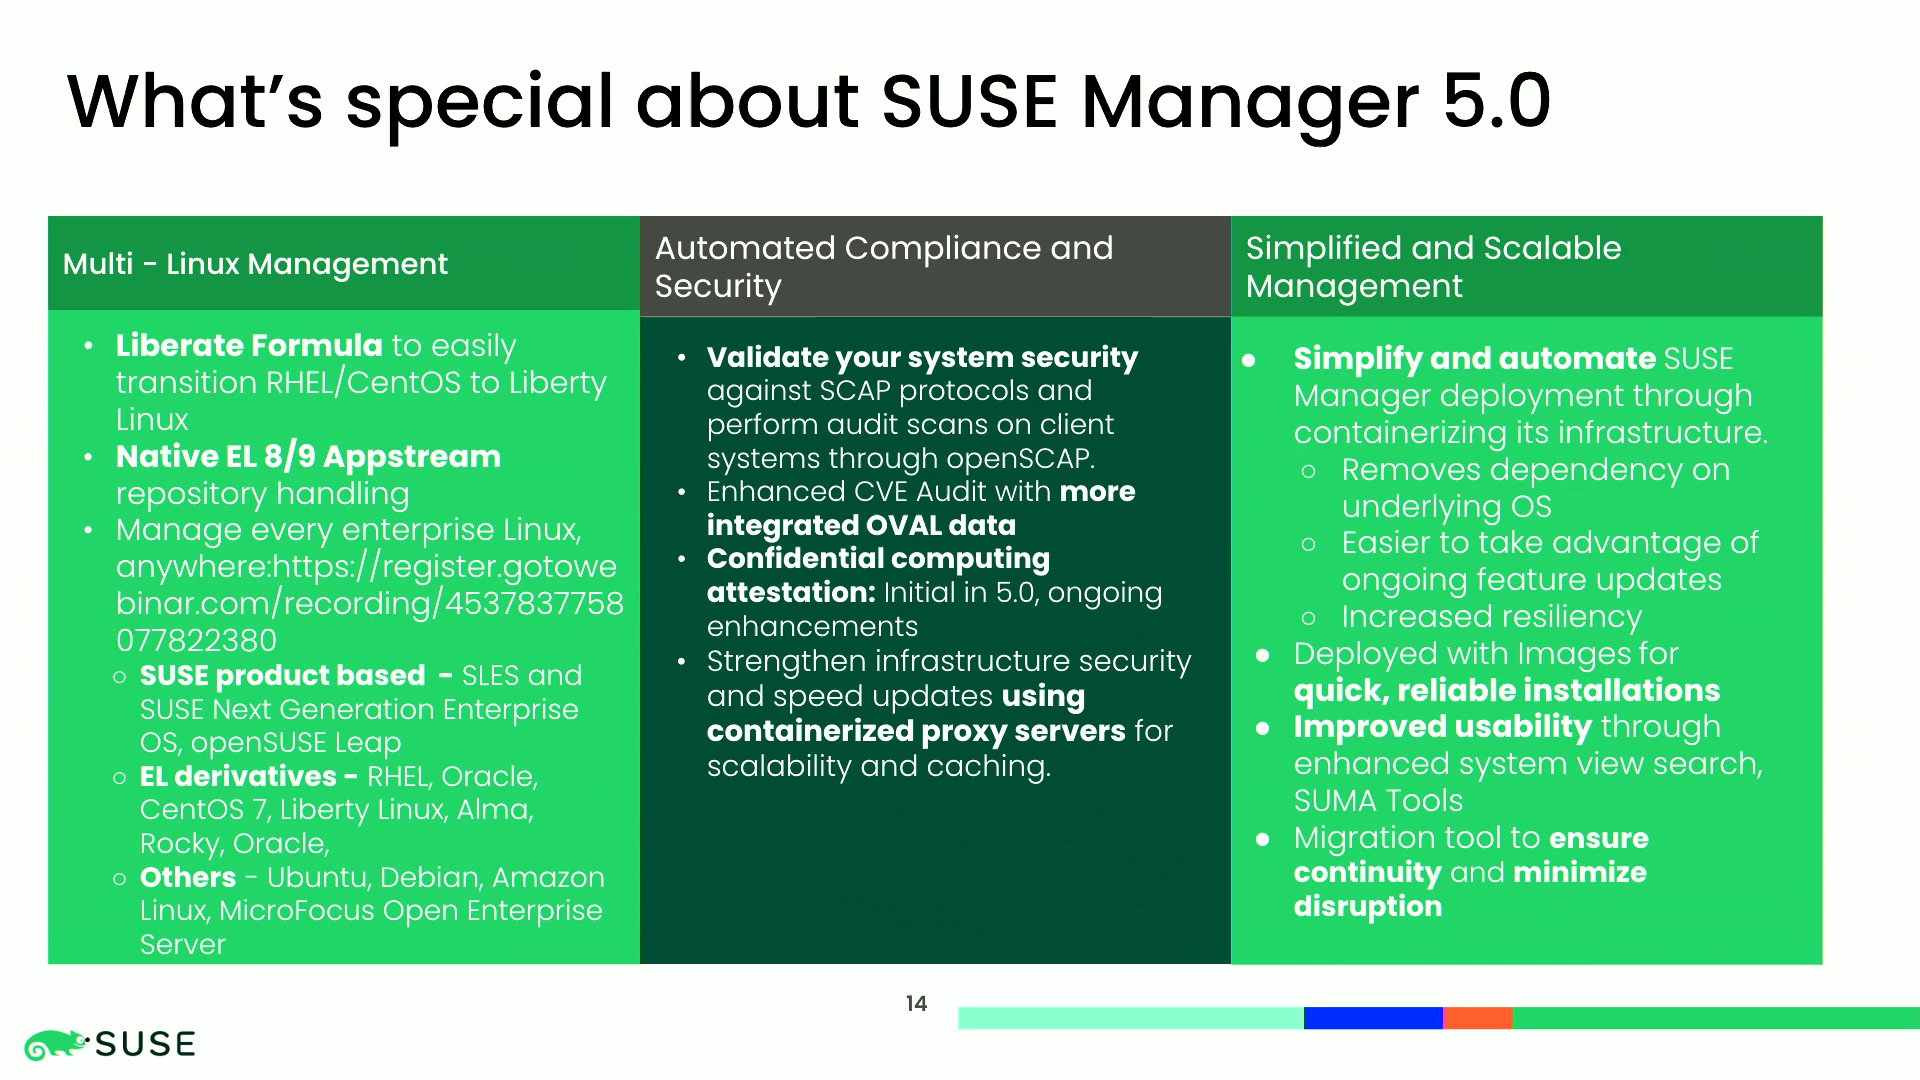 What's special about SUSE Manager 5.0
Multi - Linux Management
• Liberate Formula to easily
transition RHEL/CentOS to Liberty
Linux
• Native EL 8/9 Appstream
repository handling
• Manage every enterprise Linux,
anywhere:https://register.gotowe
binar.com/recording/4537837758
077822380
○ SUSE product based - SLES and
SUSE Next Generation Enterprise
OS, openSUSE Leap
○ EL derivatives - RHEL, Oracle,
CentOS 7, Liberty Linux, Alma,
Rocky, Oracle,
○ Others - Ubuntu, Debian, Amazon
Linux, MicroFocus Open Enterprise
Server
Automated Compliance and
Security
• Validate your system security
against SCAP protocols and
perform audit scans on client
systems through openSCAP.
• Enhanced CVE Audit with more
integrated OVAL data
• Confidential computing
attestation: Initial in 5.0, ongoing
enhancements
• Strengthen infrastructure security
and speed updates using
containerized proxy servers for
scalability and caching.
Simplified and Scalable
Management
● Simplify and automate SUSE
Manager deployment through
containerizing its infrastructure.
○ Removes dependency on
underlying OS
○ Easier to take advantage of
ongoing feature updates
○ Increased resiliency
● Deployed with Images for
quick, reliable installations
● Improved usability through
enhanced system view search,
SUMA Tools
● Migration tool to ensure
continuity and minimize
disruption
14
SUSE